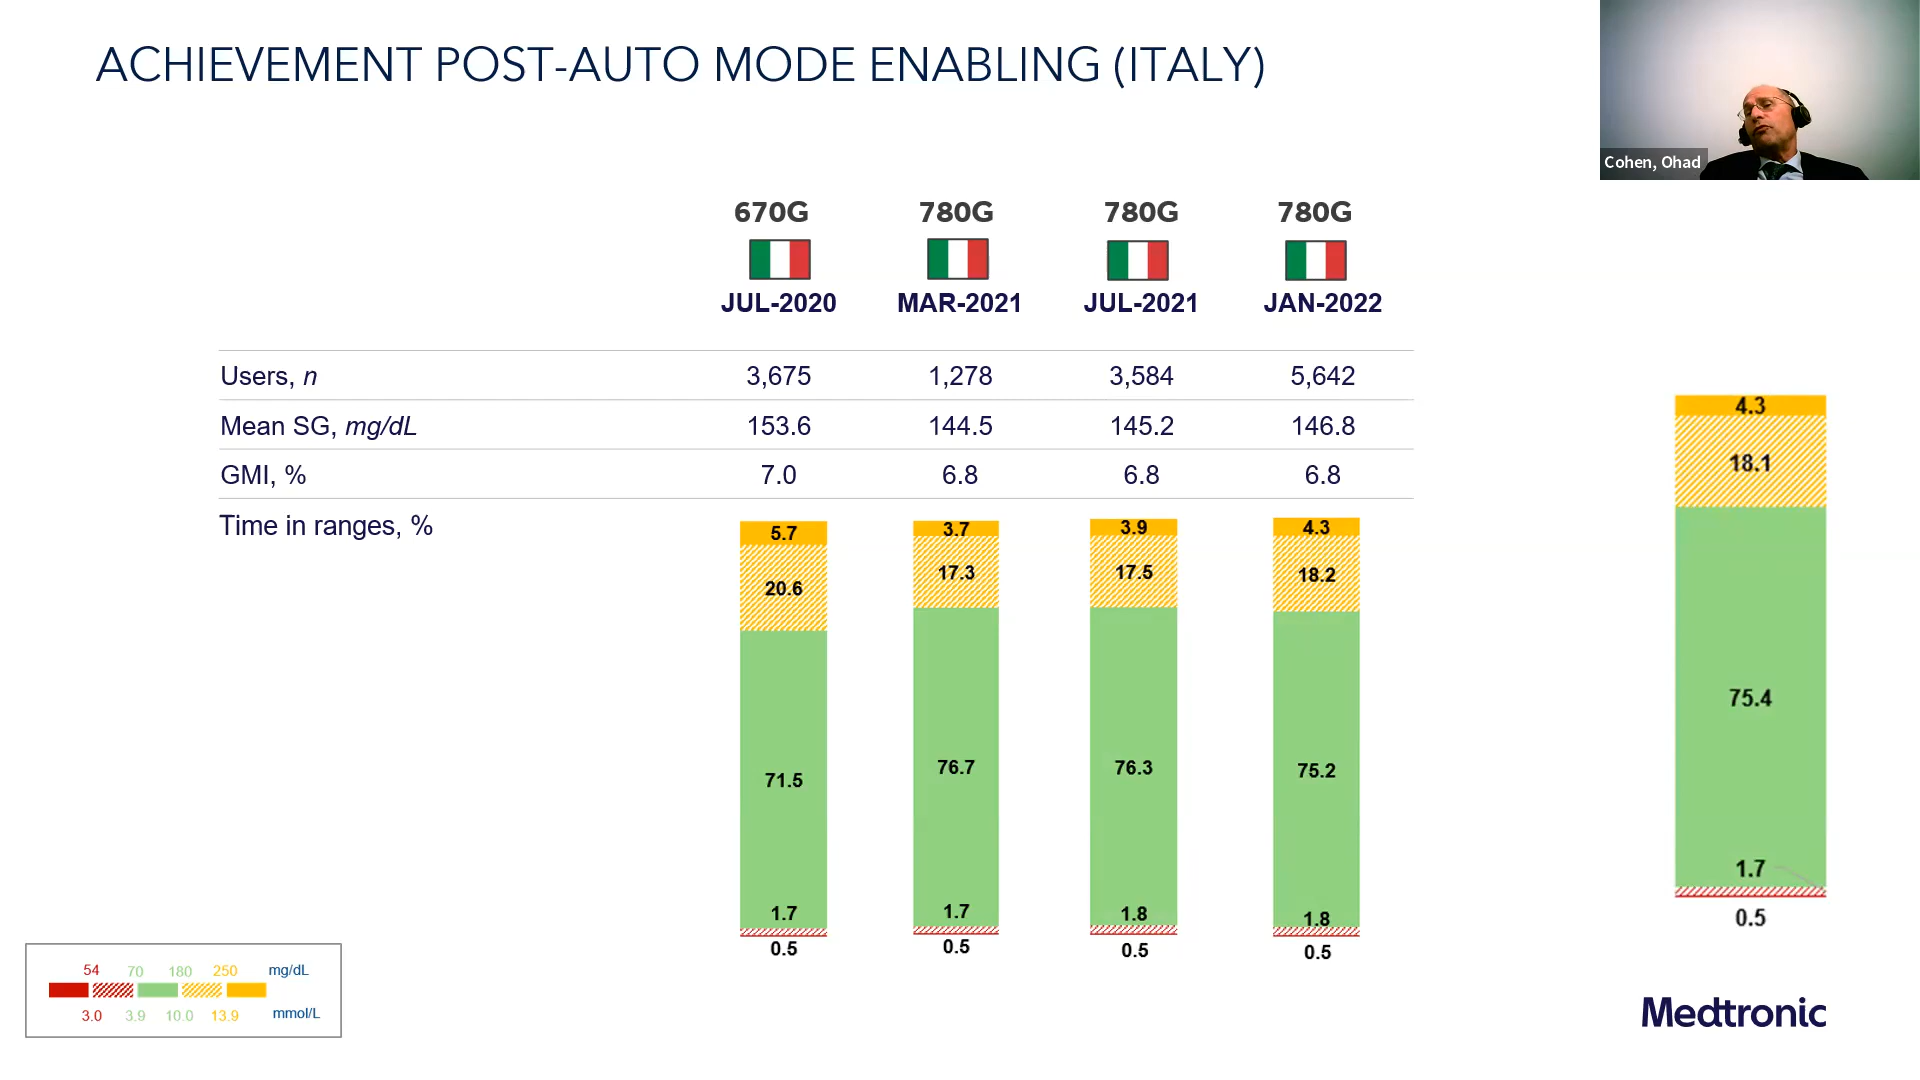 ACHIEVEMENT POST-AUTO MODE ENABLING (ITALY)
Cohen, Ohad
670G 780G 780G 780G
JUL-2020 MAR-2021 JUL-2021 JAN-2022
Users, n 3,675 1,278 3,584 5,642
Mean SG, mg/dL 153.6 144.5 145.2 146.8
GMI, % 7.0 6.8 6.8 6.8
Time in ranges, %
5.7 3.7 3.9 4.3
20.6 17.3 17.5 18.2
71.5 76.7 76.3 75.2
1.7 1.7 1.8 1.8
0.5 0.5 0.5 0.5
4.3
18.1
75.4
1.7
0.5
54 70 180 250 mg/dL
3.0 3.9 10.0 13.9 mmol/L
Medtronic